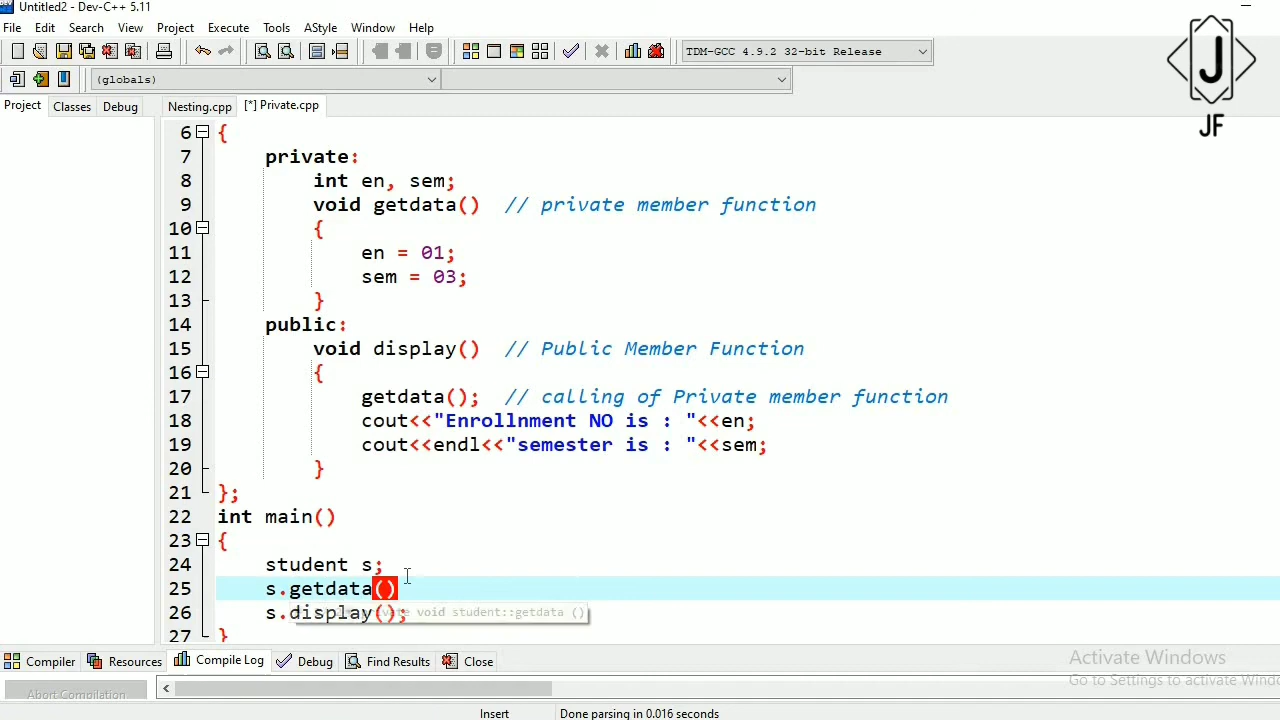 Untitled2 - Dev-C++ 5.11
File Edit Search View Project Execute Tools AStyle Window Help
TDM-GCC 4.9.2 32-bit Release
(globals)
Project Classes Debug Nesting.cpp [*] Private.cpp
J
JF
6 {
7 private:
8 int en, sem;
9 void getdata() // private member function
10 {
11 en = 01;
12 sem = 03;
13 }
14 public:
15 void display() // Public Member Function
16 {
17 getdata(); // calling of Private member function
18 cout<<"Enrollnment NO is : "<<en;
19 cout<<endl<<"semester is : "<<sem;
20 }
21 };
22 int main()
23 {
24 student s;
25 s.getdata()
26 s.display();
private void student::getdata ()
27 }
Compiler Resources Compile Log Debug Find Results Close
Activate Windows
Go to Settings to activate Windo
Abort Compilation
Insert Done parsing in 0.016 seconds